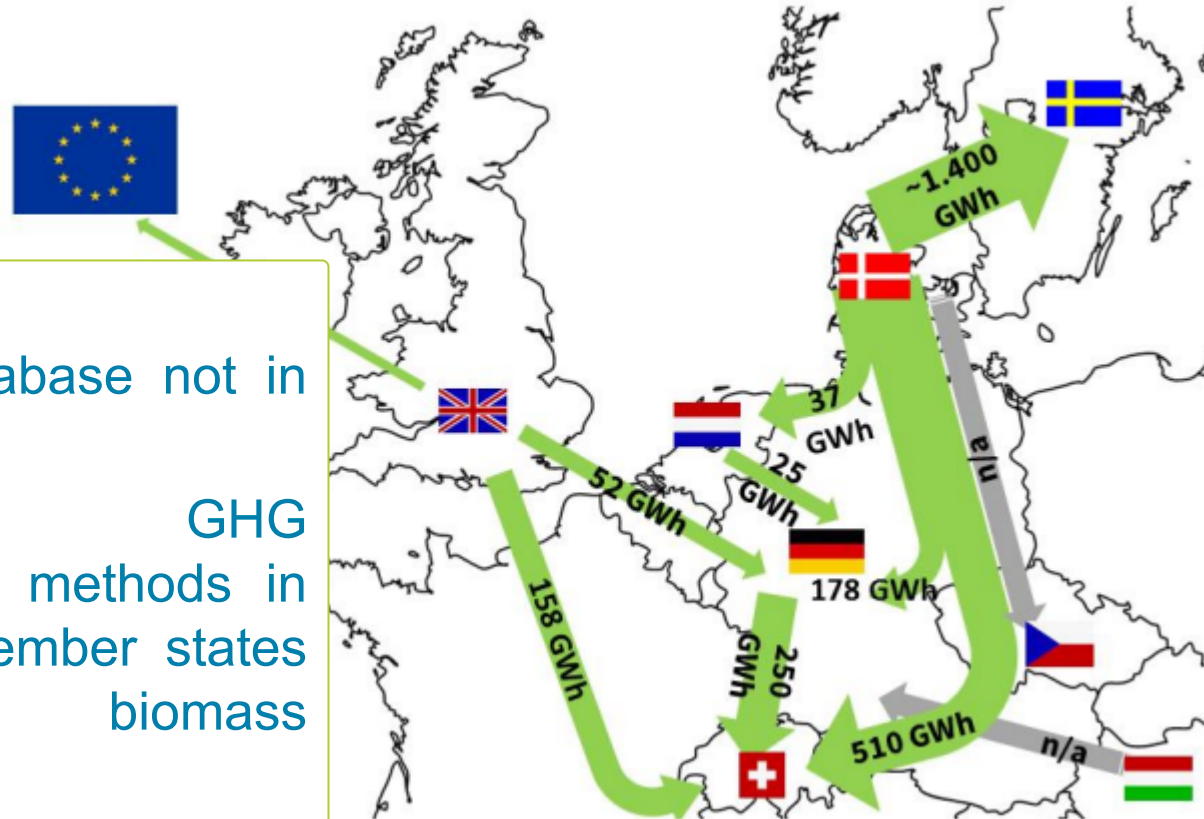 abase not in
GHG
methods in
ember states
biomass
~1.400
GWh
37
GWh
25
GWh
n/a
52 GWh
178 GWh
158 GWh
250
GWh
510 GWh
n/a